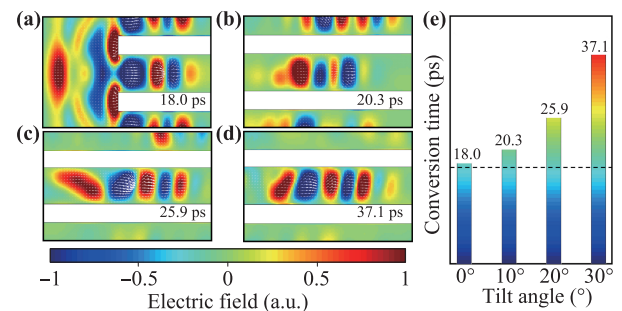 (a)
18.0 ps
(b)
20.3 ps
(c)
25.9 ps
(d)
37.1 ps
−1 −0.5 0 0.5 1
Electric field (a.u.)
(e)
Conversion time (ps)
18.0
20.3
25.9
37.1
0° 10° 20° 30°
Tilt angle (°)